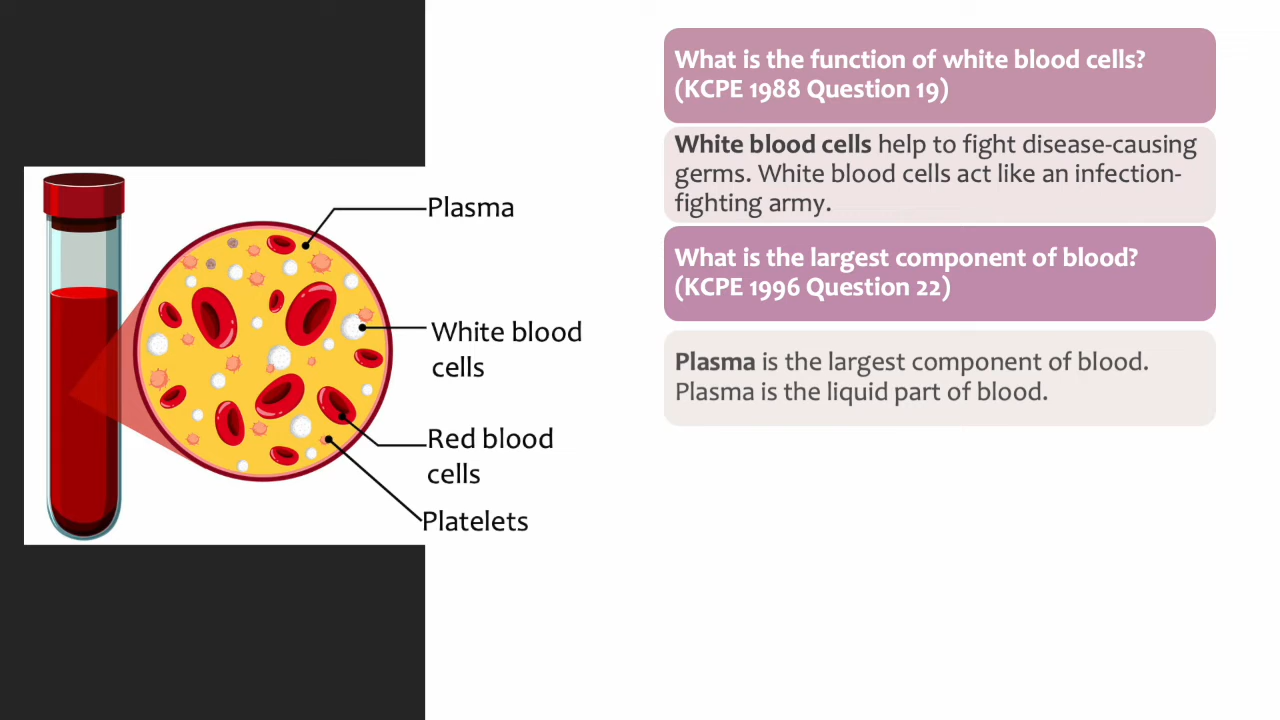 Plasma
White blood
cells
Red blood
cells
Platelets
What is the function of white blood cells?
(KCPE 1988 Question 19)
White blood cells help to fight disease-causing
germs. White blood cells act like an infection-
fighting army.
What is the largest component of blood?
(KCPE 1996 Question 22)
Plasma is the largest component of blood.
Plasma is the liquid part of blood.